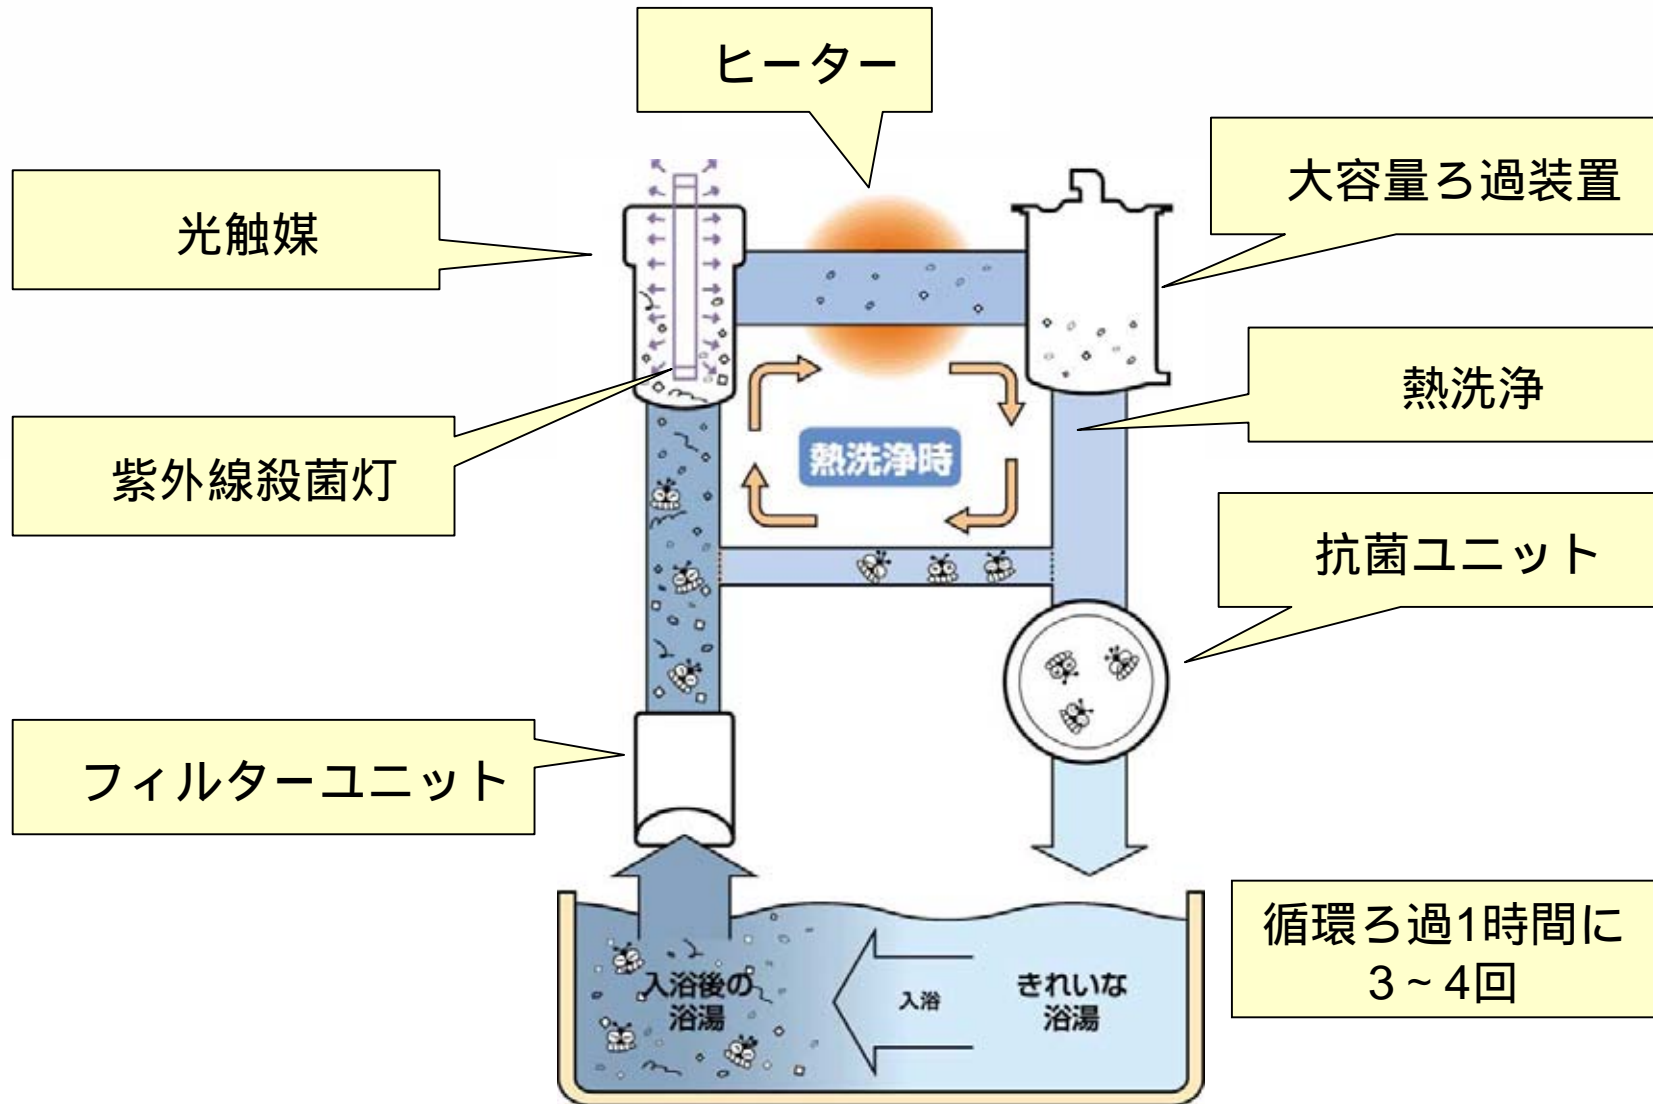 ヒーター
大容量ろ過装置
光触媒
熱洗浄
熱洗浄時
紫外線殺菌灯
抗菌ユニット
フィルターユニット
循環ろ過1時間に
3~4回
入浴後の
浴湯
入浴
きれいな
浴湯